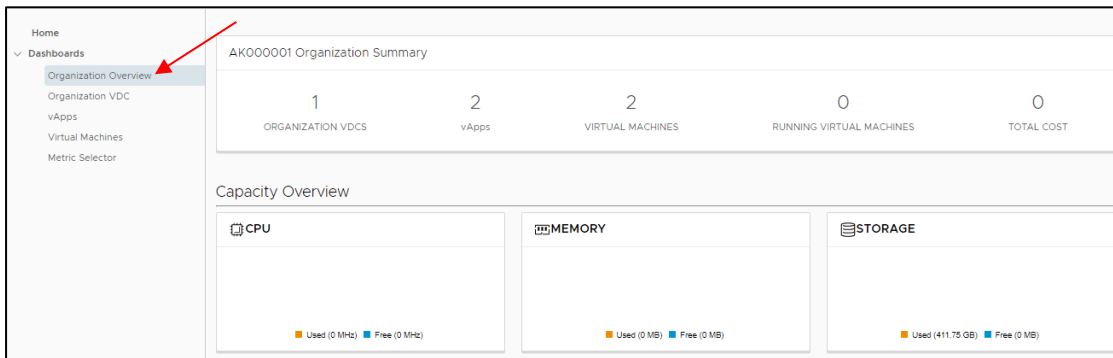 Home
Dashboards
Organization Overview
Organization VDC
vApps
Virtual Machines
Metric Selector
AK000001 Organization Summary
1
ORGANIZATION VDCS
2
vApps
2
VIRTUAL MACHINES
0
RUNNING VIRTUAL MACHINES
0
TOTAL COST
Capacity Overview
CPU
Used (0 MHz) Free (0 MHz)
MEMORY
Used (0 MB) Free (0 MB)
STORAGE
Used (411.75 GB) Free (0 MB)